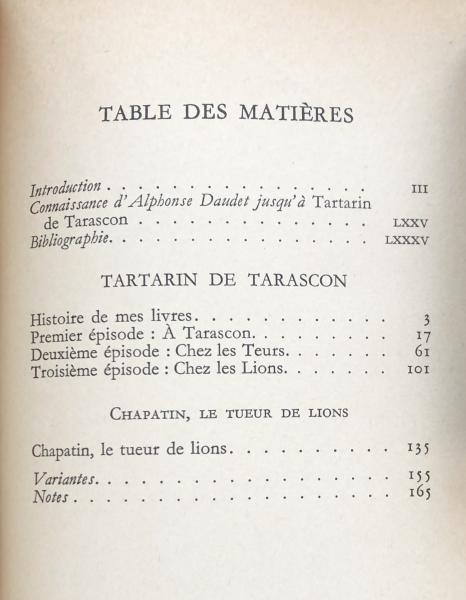 TABLE DES MATIÈRES
Introduction . . . . . . . . . . . . . . . . III
Connaissance d'Alphonse Daudet jusqu'à Tartarin
de Tarascon . . . . . . . . . . . . . . LXXV
Bibliographie. . . . . . . . . . . . . . . LXXXV
TARTARIN DE TARASCON
Histoire de mes livres. . . . . . . . . . . . 3
Premier épisode : À Tarascon. . . . . . . . . 17
Deuxième épisode : Chez les Teurs. . . . . . . 61
Troisième épisode : Chez les Lions. . . . . . . 101
CHAPATIN, LE TUEUR DE LIONS
Chapatin, le tueur de lions. . . . . . . . . . 135
Variantes. . . . . . . . . . . . . . . . . 155
Notes . . . . . . . . . . . . . . . . . . 165